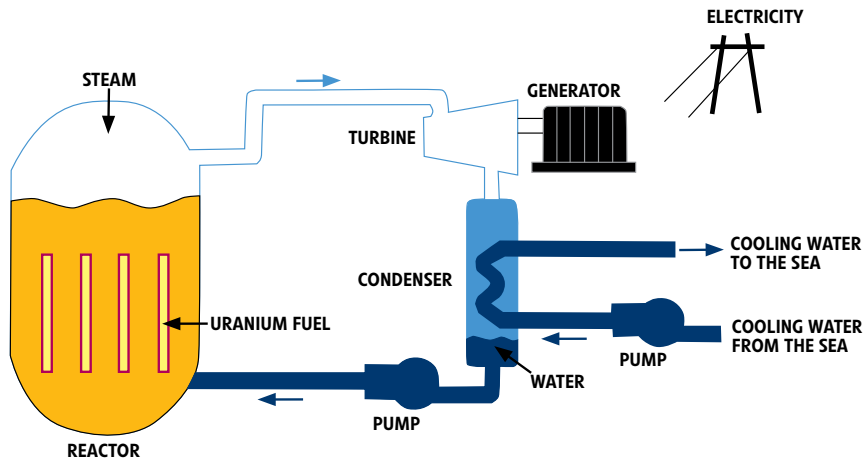 ELECTRICITY
STEAM
GENERATOR
TURBINE
COOLING WATER
TO THE SEA
CONDENSER
URANIUM FUEL
COOLING WATER
FROM THE SEA
PUMP
WATER
PUMP
REACTOR